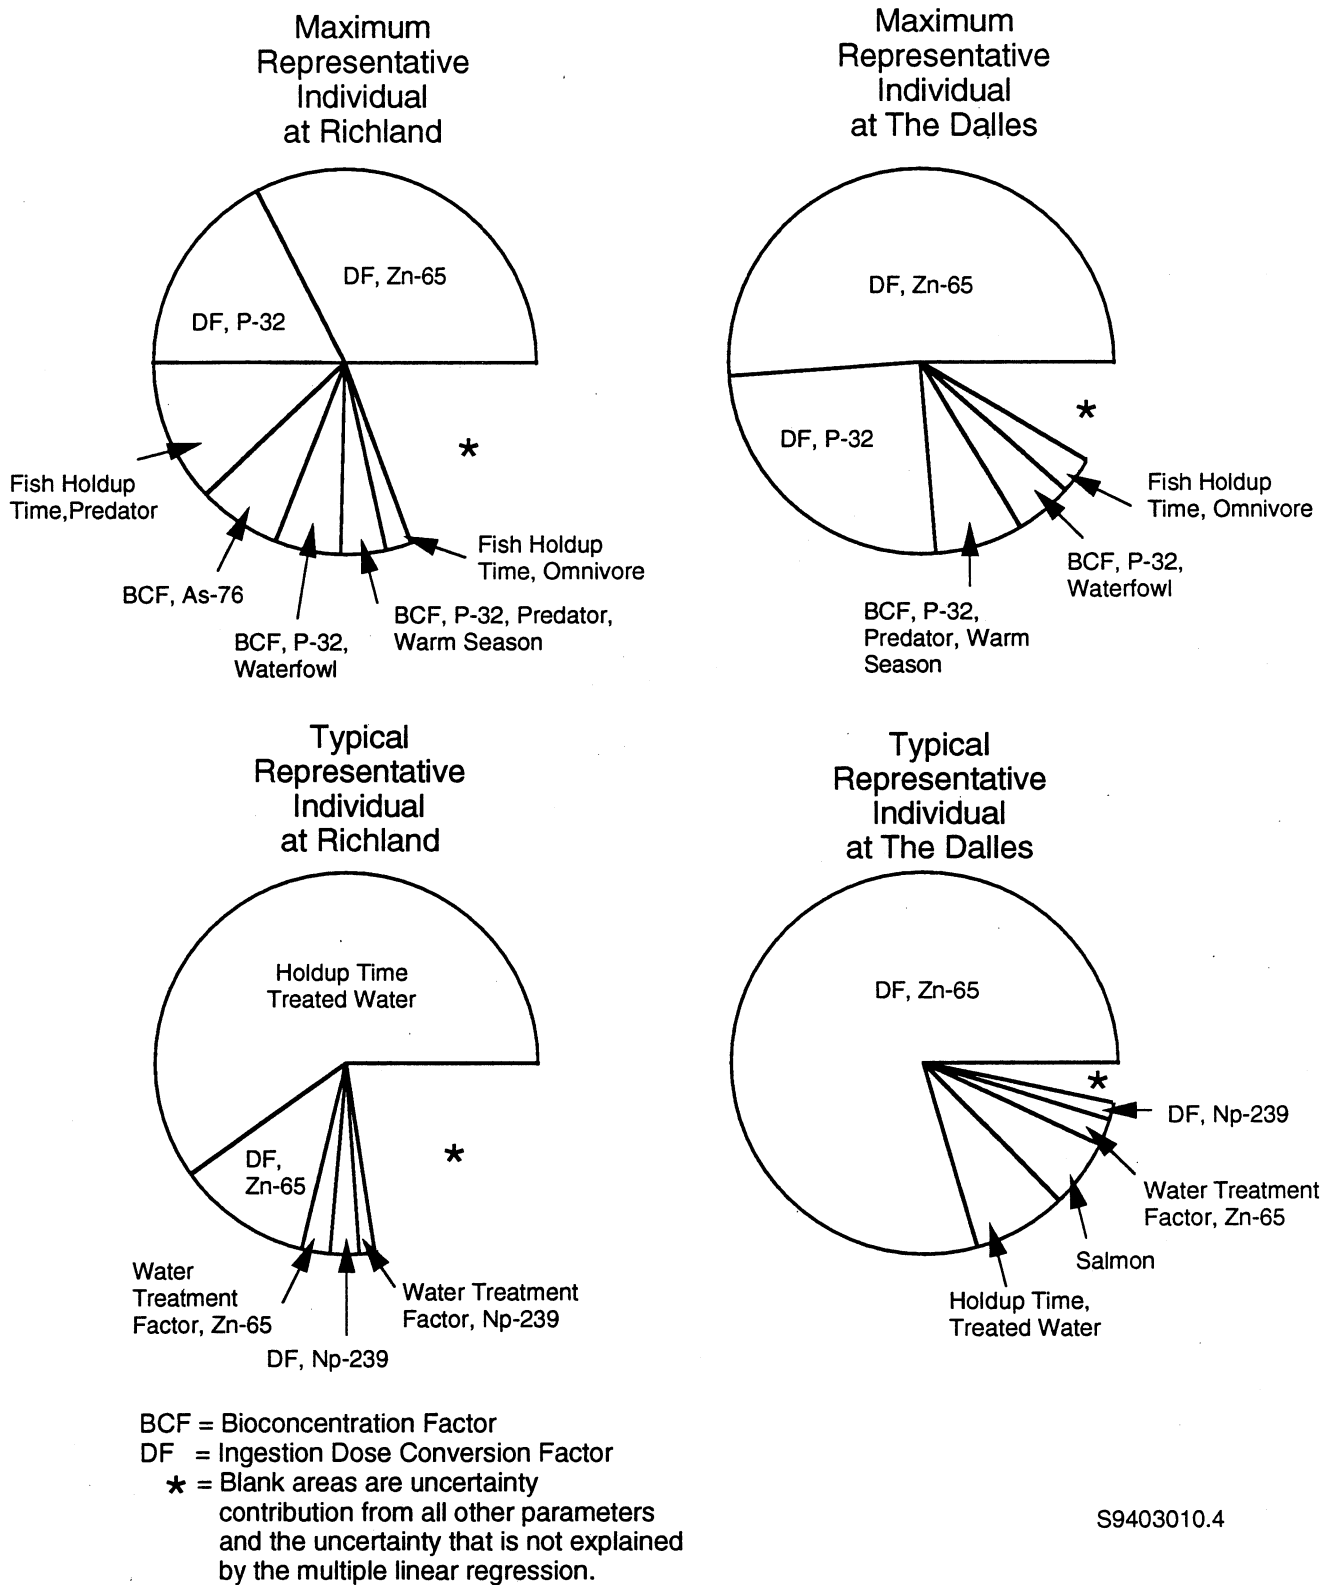 Maximum
Representative
Individual
at Richland
DF, Zn-65
DF, P-32
*
Fish Holdup
Time,Predator
BCF, As-76
BCF, P-32,
Waterfowl
BCF, P-32, Predator,
Warm Season
Fish Holdup
Time, Omnivore
Maximum
Representative
Individual
at The Dalles
DF, Zn-65
DF, P-32
*
Fish Holdup
Time, Omnivore
BCF, P-32,
Waterfowl
BCF, P-32,
Predator, Warm
Season
Typical
Representative
Individual
at Richland
Holdup Time
Treated Water
DF,
Zn-65
*
Water
Treatment
Factor, Zn-65
DF, Np-239
Water Treatment
Factor, Np-239
Typical
Representative
Individual
at The Dalles
DF, Zn-65
*
DF, Np-239
Water Treatment
Factor, Zn-65
Salmon
Holdup Time,
Treated Water
BCF = Bioconcentration Factor
DF = Ingestion Dose Conversion Factor
* = Blank areas are uncertainty
contribution from all other parameters
and the uncertainty that is not explained
by the multiple linear regression.
S9403010.4